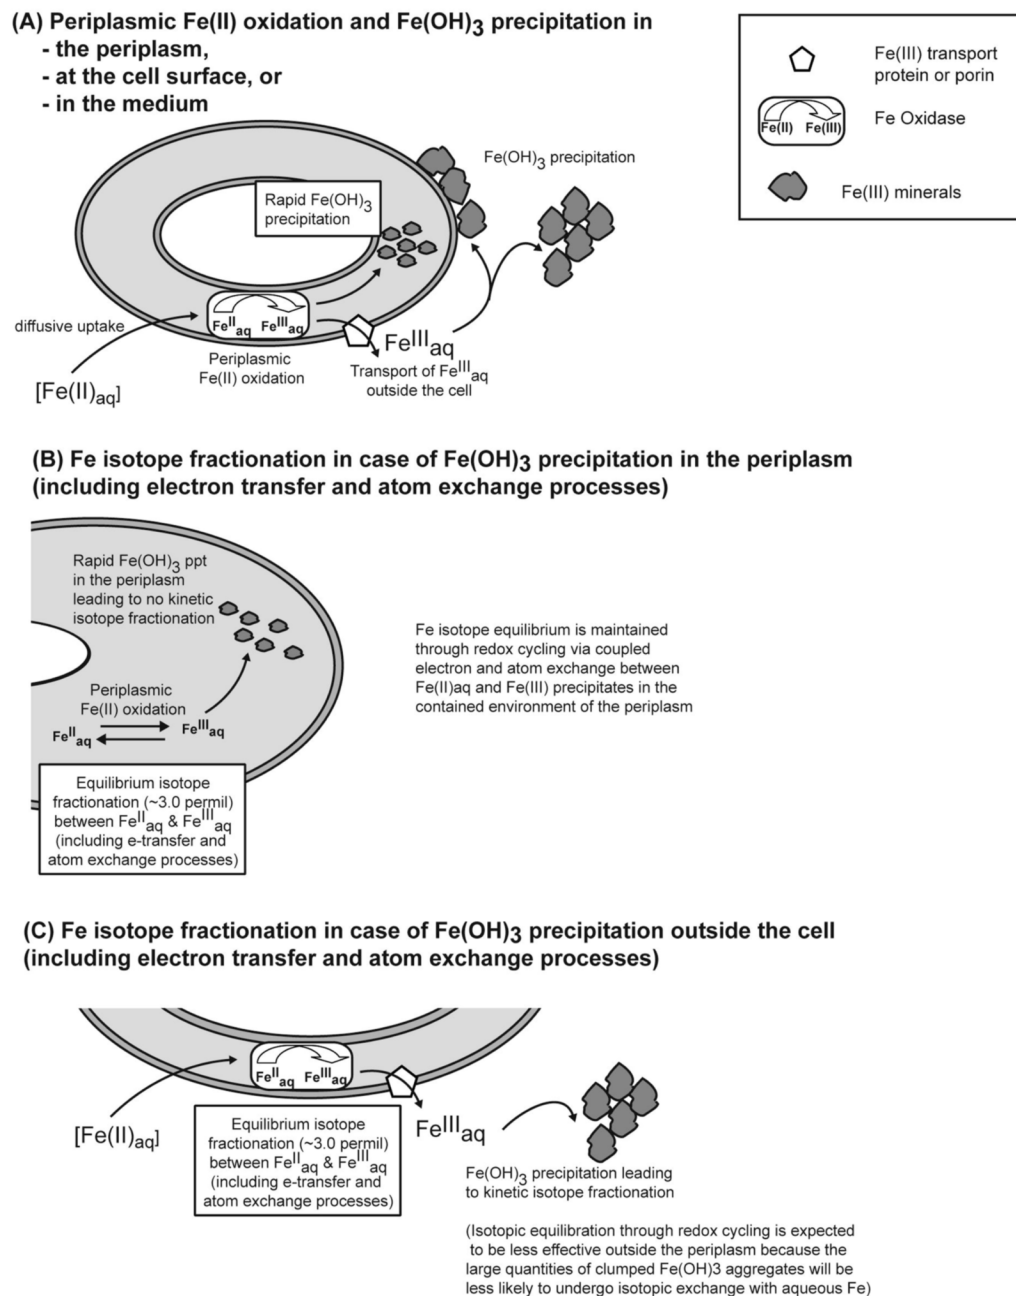 (A) Periplasmic Fe(II) oxidation and Fe(OH)3 precipitation in
- the periplasm,
- at the cell surface, or
- in the medium
Fe(III) transport
protein or porin
Fe(II) Fe(III)
Fe Oxidase
Fe(III) minerals
Fe(OH)3 precipitation
Rapid Fe(OH)3
precipitation
diffusive uptake
FeIIaq FeIIIaq
Periplasmic
Fe(II) oxidation
[Fe(II)aq]
FeIIIaq
Transport of FeIIIaq
outside the cell
(B) Fe isotope fractionation in case of Fe(OH)3 precipitation in the periplasm
(including electron transfer and atom exchange processes)
Rapid Fe(OH)3 ppt
in the periplasm
leading to no kinetic
isotope fractionation
Periplasmic
Fe(II) oxidation
FeIIaq FeIIIaq
Equilibrium isotope
fractionation (~3.0 permil)
between FeIIaq & FeIIIaq
(including e-transfer and
atom exchange processes)
Fe isotope equilibrium is maintained
through redox cycling via coupled
electron and atom exchange between
Fe(II)aq and Fe(III) precipitates in the
contained environment of the periplasm
(C) Fe isotope fractionation in case of Fe(OH)3 precipitation outside the cell
(including electron transfer and atom exchange processes)
FeIIaq FeIIIaq
[Fe(II)aq]
Equilibrium isotope
fractionation (~3.0 permil)
between FeIIaq & FeIIIaq
(including e-transfer and
atom exchange processes)
FeIIIaq
Fe(OH)3 precipitation leading
to kinetic isotope fractionation
(Isotopic equilibration through redox cycling is expected
to be less effective outside the periplasm because the
large quantities of clumped Fe(OH)3 aggregates will be
less likely to undergo isotopic exchange with aqueous Fe)